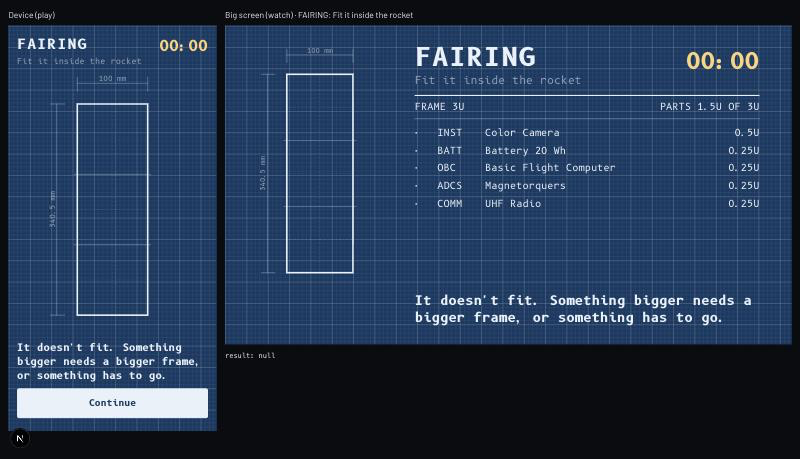 Device (play)
FAIRING
00:00
Fit it inside the rocket
100 mm
340.5 mm
It doesn't fit. Something
bigger needs a bigger frame,
or something has to go.
Continue
N
Big screen (watch) · FAIRING: Fit it inside the rocket
100 mm
340.5 mm
FAIRING
00:00
Fit it inside the rocket
FRAME 3U PARTS 1.5U OF 3U
· INST Color Camera 0.5U
· BATT Battery 20 Wh 0.25U
· OBC Basic Flight Computer 0.25U
· ADCS Magnetorquers 0.25U
· COMM UHF Radio 0.25U
It doesn't fit. Something bigger needs a
bigger frame, or something has to go.
result: null